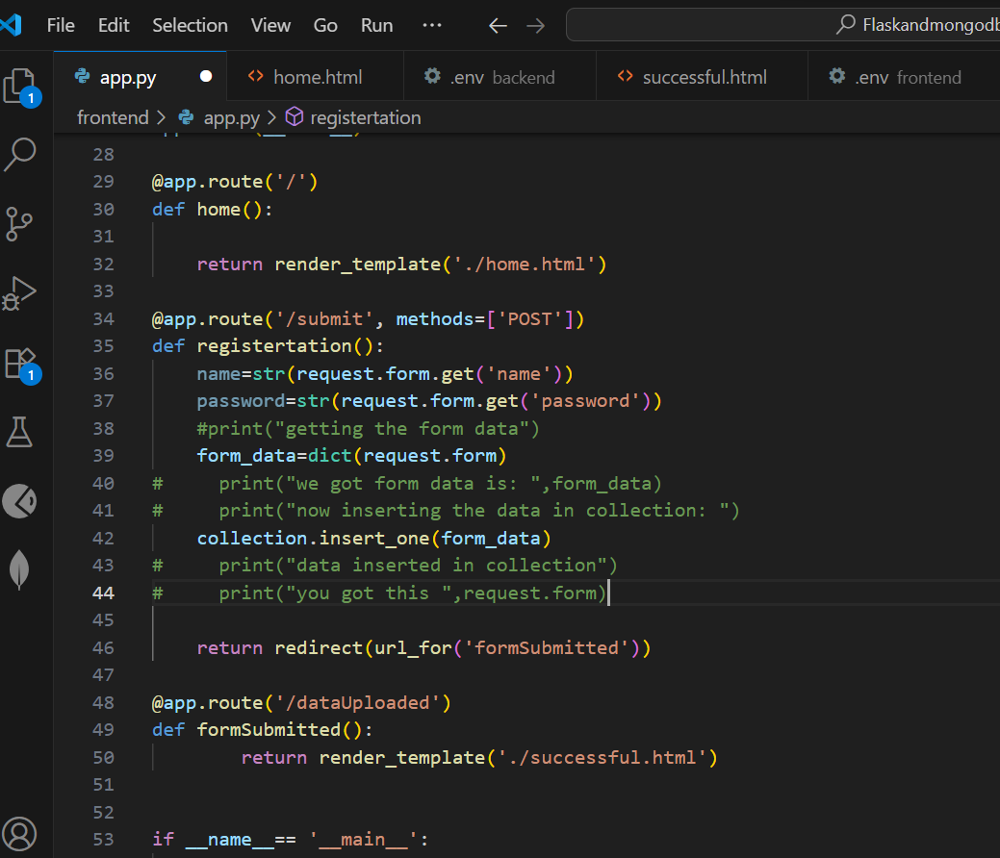 File Edit Selection View Go Run ··· Flaskandmongodb
app.py home.html .env backend successful.html .env frontend
1
frontend > app.py > registertation
28
29 @app.route('/')
30 def home():
31
32     return render_template('./home.html')
33
34 @app.route('/submit', methods=['POST'])
35 def registertation():
36     name=str(request.form.get('name'))
37     password=str(request.form.get('password'))
1
38     #print("getting the form data")
39     form_data=dict(request.form)
40 #     print("we got form data is: ",form_data)
41 #     print("now inserting the data in collection: ")
42     collection.insert_one(form_data)
43 #     print("data inserted in collection")
44 #     print("you got this ",request.form)
45
46     return redirect(url_for('formSubmitted'))
47
48 @app.route('/dataUploaded')
49 def formSubmitted():
50         return render_template('./successful.html')
51
52
53 if __name__== '__main__':